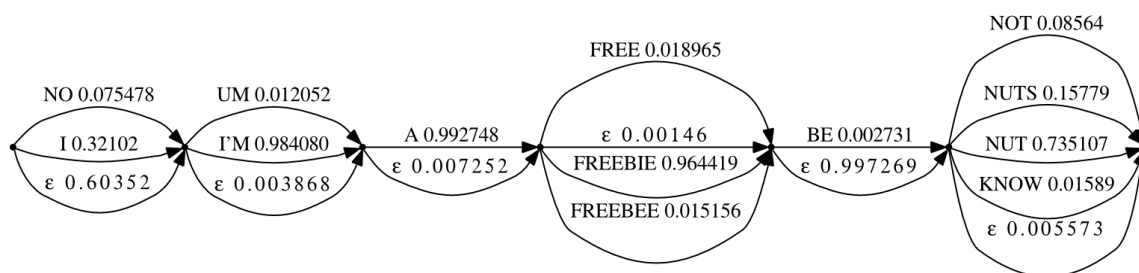 NO 0.075478
I 0.32102
ε 0.60352
UM 0.012052
I'M 0.984080
ε 0.003868
A 0.992748
ε 0.007252
FREE 0.018965
ε 0.00146
FREEBIE 0.964419
FREEBEE 0.015156
BE 0.002731
ε 0.997269
NOT 0.08564
NUTS 0.15779
NUT 0.735107
KNOW 0.01589
ε 0.005573